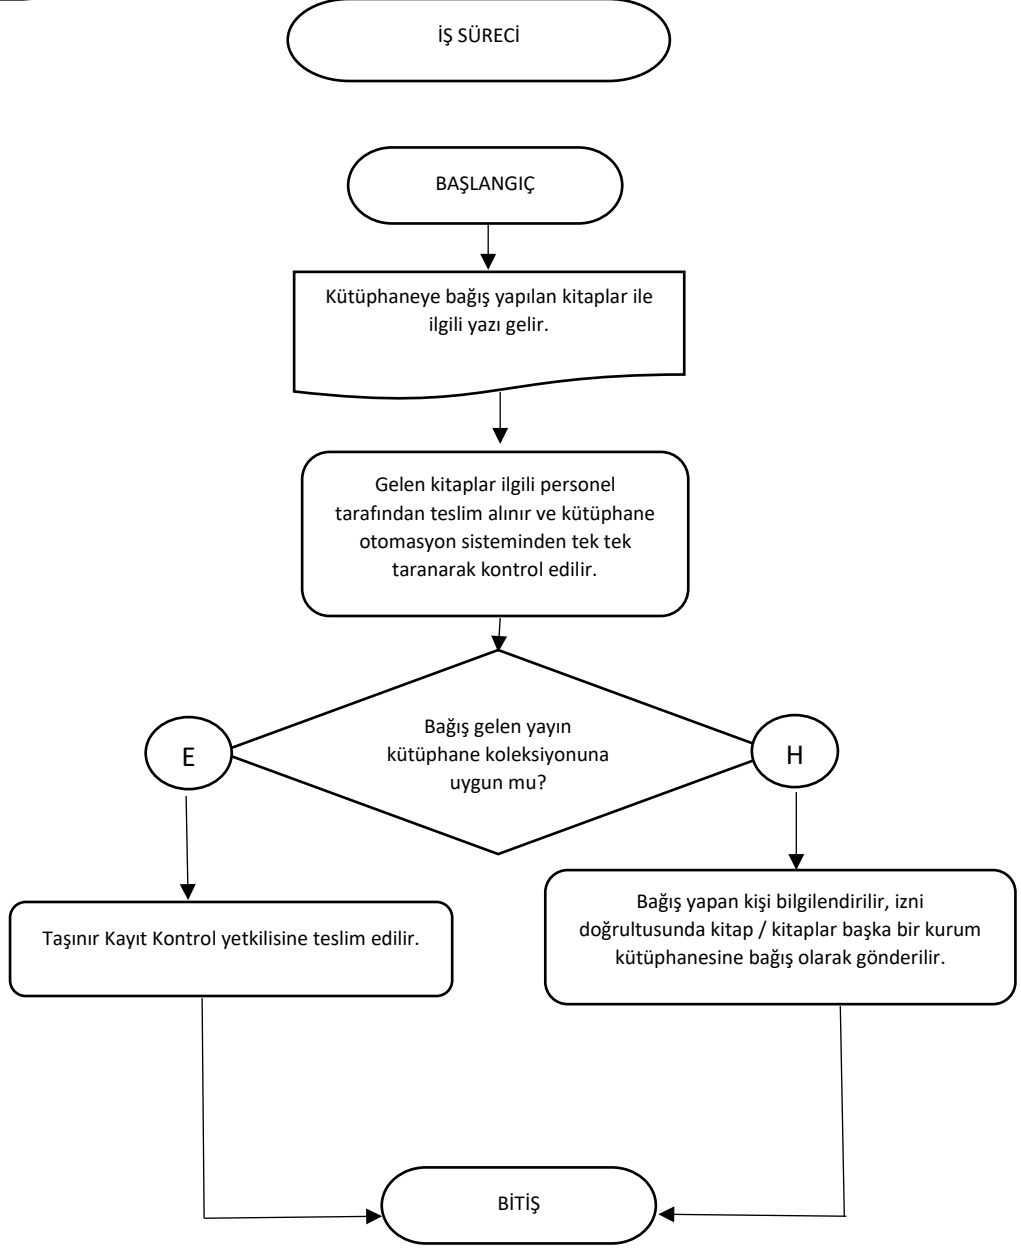 İŞ SÜRECİ
BAŞLANGIÇ
Kütüphaneye bağış yapılan kitaplar ile
ilgili yazı gelir.
Gelen kitaplar ilgili personel
tarafından teslim alınır ve kütüphane
otomasyon sisteminden tek tek
taranarak kontrol edilir.
Bağış gelen yayın
kütüphane koleksiyonuna
uygun mu?
E
H
Taşınır Kayıt Kontrol yetkilisine teslim edilir.
Bağış yapan kişi bilgilendirilir, izni
doğrultusunda kitap / kitaplar başka bir kurum
kütüphanesine bağış olarak gönderilir.
BİTİŞ